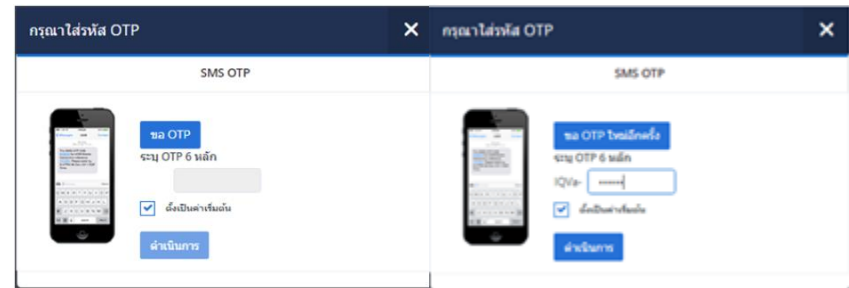 กรุณาใส่รหัส OTP
SMS OTP
ขอ OTP
ระบุ OTP 6 หลัก
ตั้งเป็นค่าเริ่มต้น
ดำเนินการ
กรุณาใส่รหัส OTP
SMS OTP
ขอ OTP ใหม่อีกครั้ง
ระบุ OTP 6 หลัก
IQVa-
ตั้งเป็นค่าเริ่มต้น
ดำเนินการ